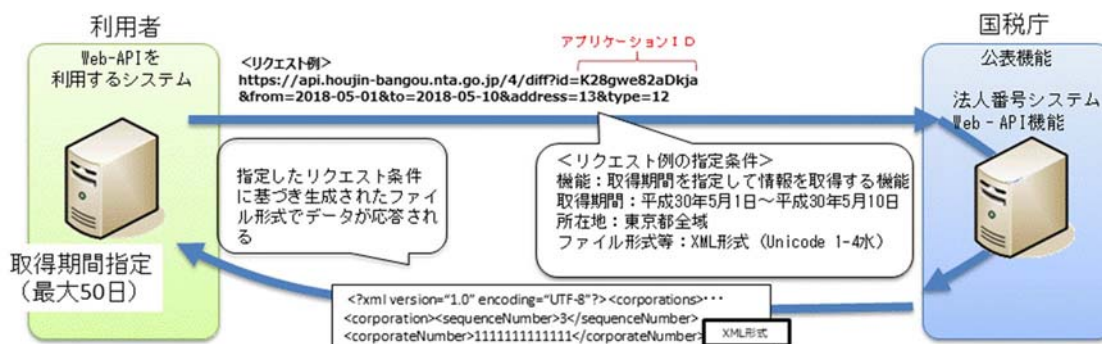 利用者
Web-APIを
利用するシステム
取得期間指定
（最大50日）
アプリケーションＩＤ
<リクエスト例>
https://api.houjin-bangou.nta.go.jp/4/diff?id=K28gwe82aDkja
&from=2018-05-01&to=2018-05-10&address=13&type=12
指定したリクエスト条件
に基づき生成されたファイ
ル形式でデータが応答され
る
＜リクエスト例の指定条件＞
機能：取得期間を指定して情報を取得する機能
取得期間：平成30年5月1日～平成30年5月10日
所在地：東京都全域
ファイル形式等：XML形式（Unicode 1-4水）
<?xml version="1.0" encoding="UTF-8"?><corporations>･･･
<corporation><sequenceNumber>3</sequenceNumber>
<corporateNumber>1111111111111</corporateNumber>
XML形式
国税庁
公表機能
法人番号システム
Web‐API機能